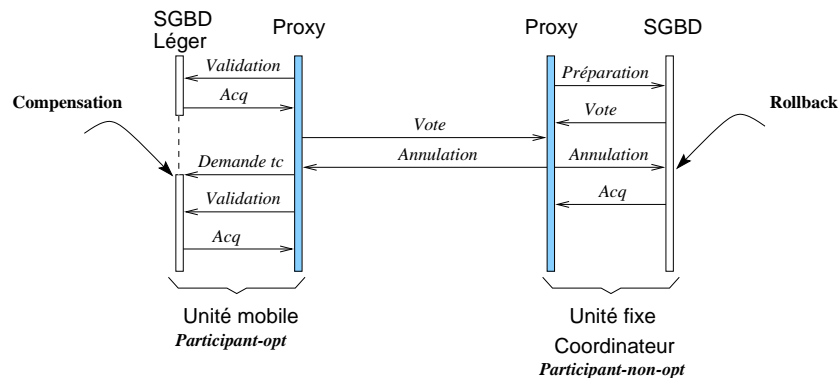 SGBD
Léger
Proxy
Proxy
SGBD
Validation
Préparation
Compensation
Acq
Vote
Rollback
Vote
Annulation
Annulation
Demande tc
Validation
Acq
Acq
Unité mobile
Participant-opt
Unité fixe
Coordinateur
Participant-non-opt